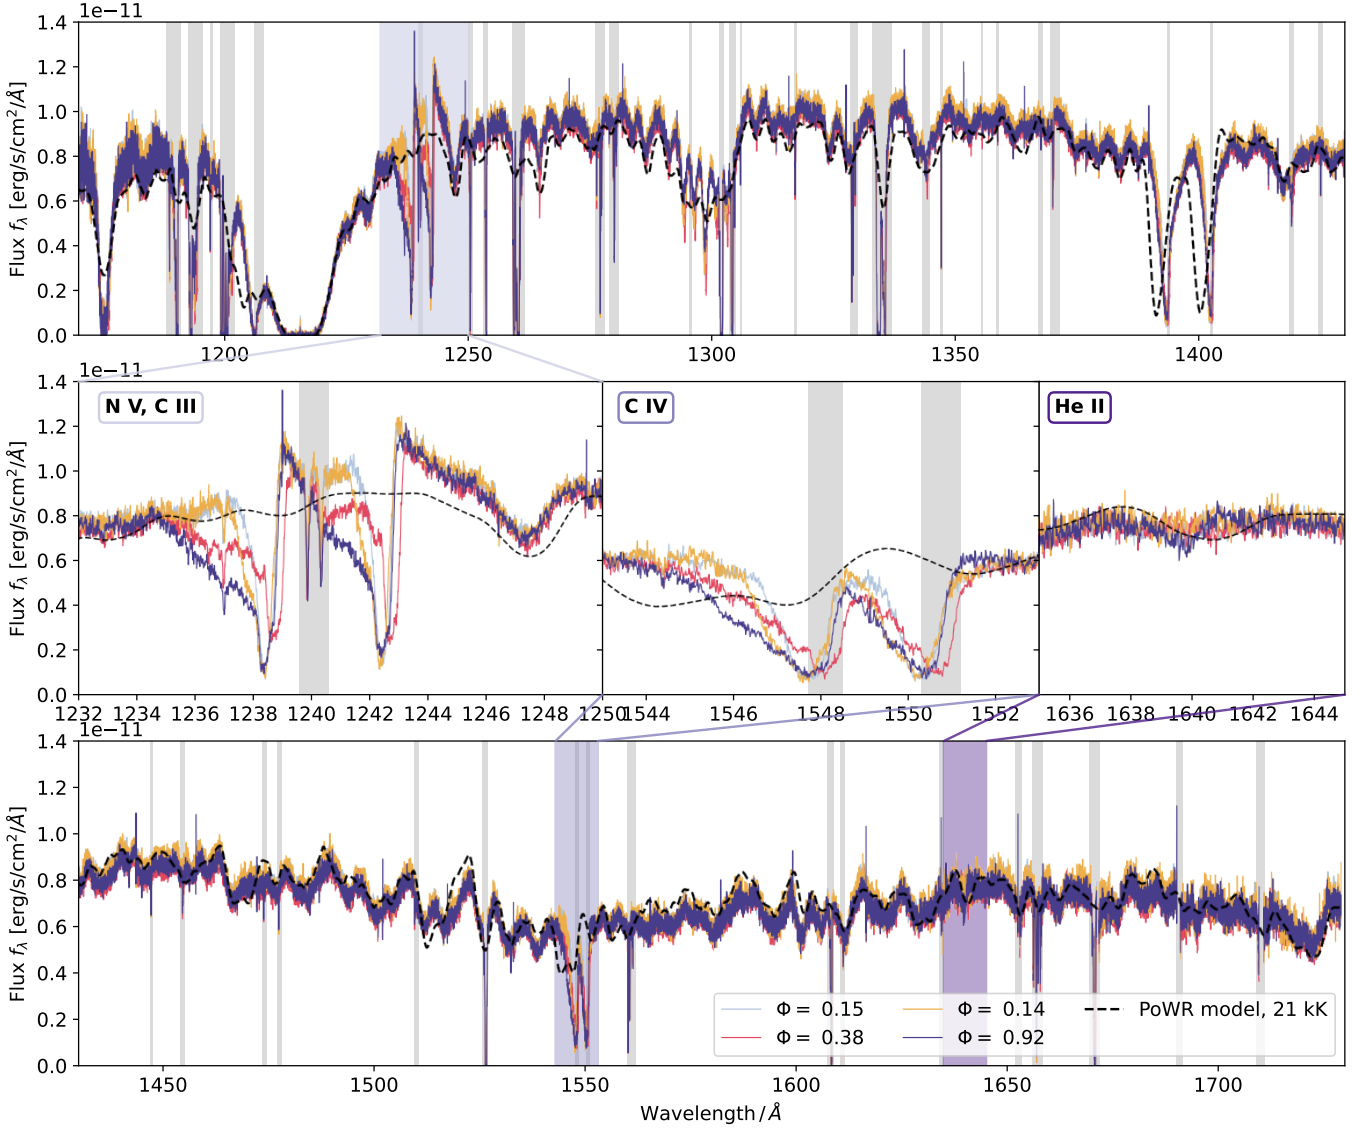 1e−11
Flux fλ [erg/s/cm²/Å]
1.4
1.2
1.0
0.8
0.6
0.4
0.2
0.0
1200 1250 1300 1350 1400
1e−11
Flux fλ [erg/s/cm²/Å]
1.4
1.2
1.0
0.8
0.6
0.4
0.2
0.0
N V, C III
C IV
He II
1232 1234 1236 1238 1240 1242 1244 1246 1248 1250 1544 1546 1548 1550 1552 1636 1638 1640 1642 1644
1e−11
Flux fλ [erg/s/cm²/Å]
1.4
1.2
1.0
0.8
0.6
0.4
0.2
0.0
Φ = 0.15 Φ = 0.14 PoWR model, 21 kK
Φ = 0.38 Φ = 0.92
1450 1500 1550 1600 1650 1700
Wavelength / Å